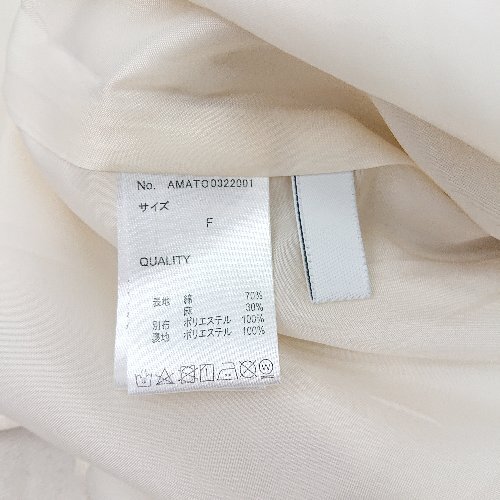 No. AMATO0322001
サイズ
F
QUALITY
表地 綿 70%
麻 30%
別布 ポリエステル 100%
裏地 ポリエステル 100%